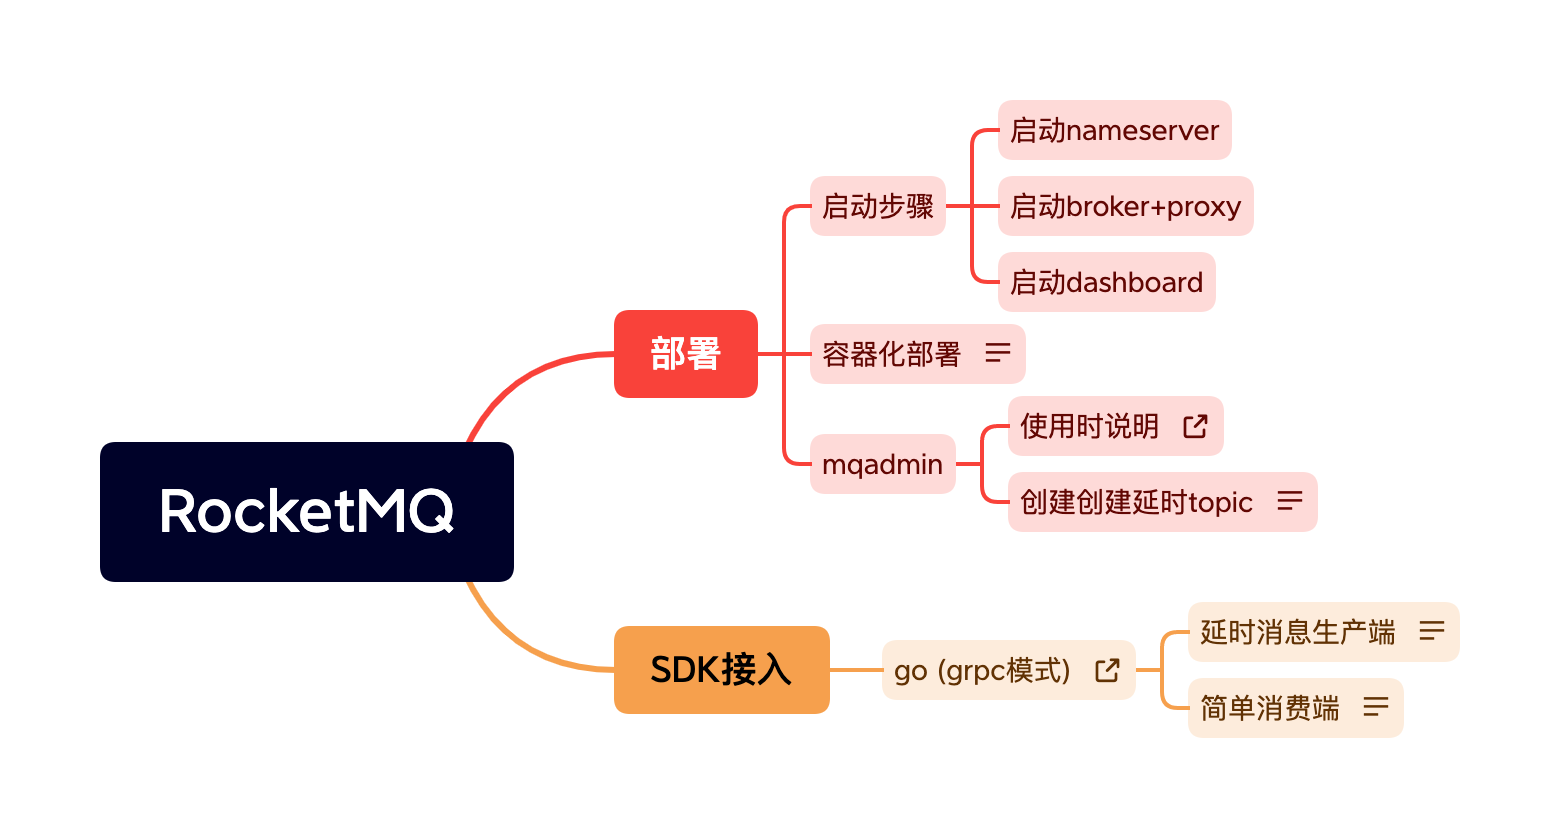 RocketMQ
部署
启动步骤
启动nameserver
启动broker+proxy
启动dashboard
容器化部署
mqadmin
使用时说明
创建创建延时topic
SDK接入
go (grpc模式)
延时消息生产端
简单消费端